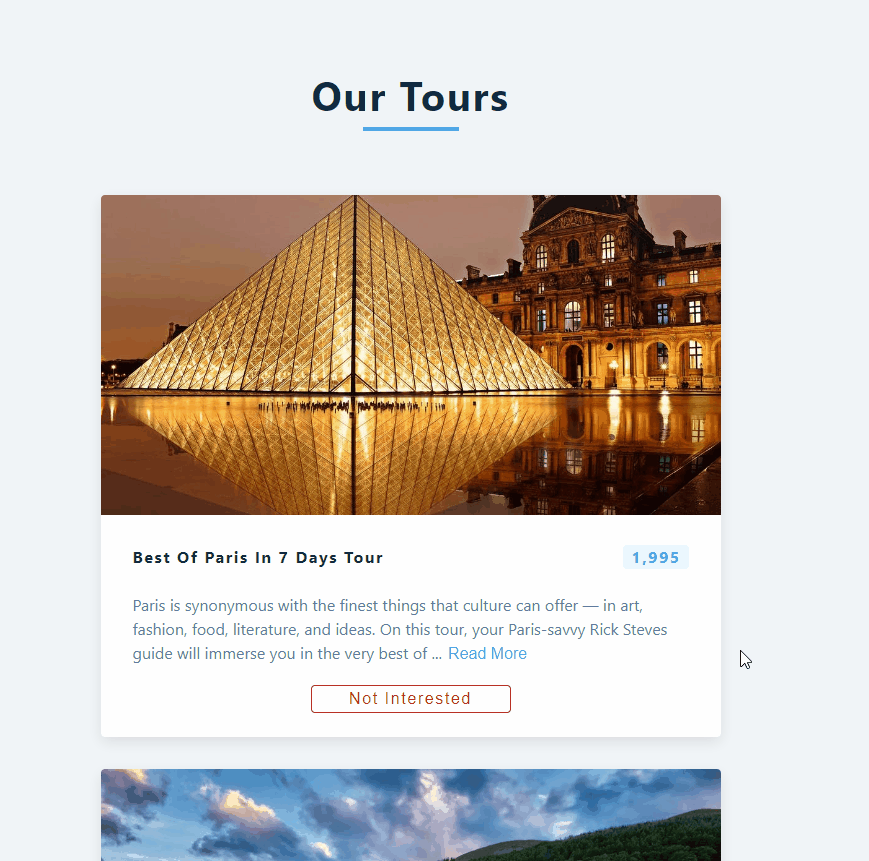 Our Tours
Best Of Paris In 7 Days Tour
1,995
Paris is synonymous with the finest things that culture can offer — in art,
fashion, food, literature, and ideas. On this tour, your Paris-savvy Rick Steves
guide will immerse you in the very best of ... Read More
Not Interested